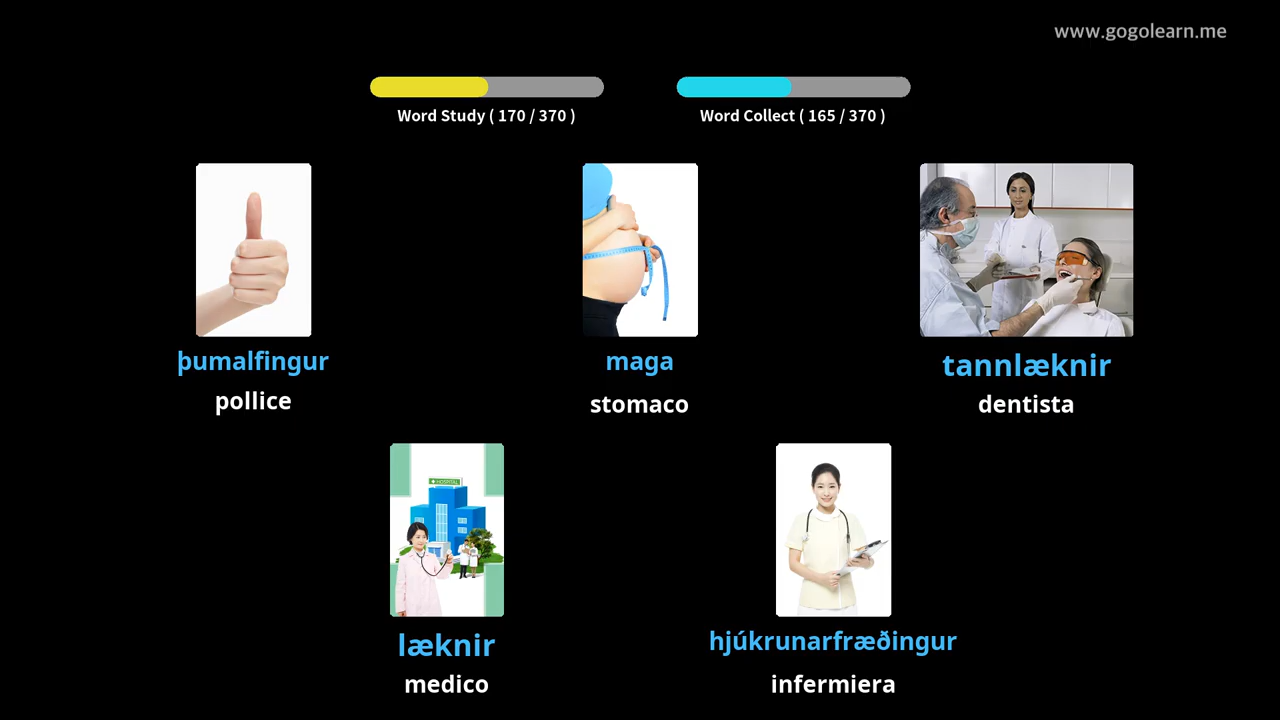 www.gogolearn.me
Word Study ( 170 / 370 )
Word Collect ( 165 / 370 )
þumalfingur
maga
tannlæknir
pollice
stomaco
dentista
HOSPITAL
læknir
hjúkrunarfræðingur
medico
infermiera